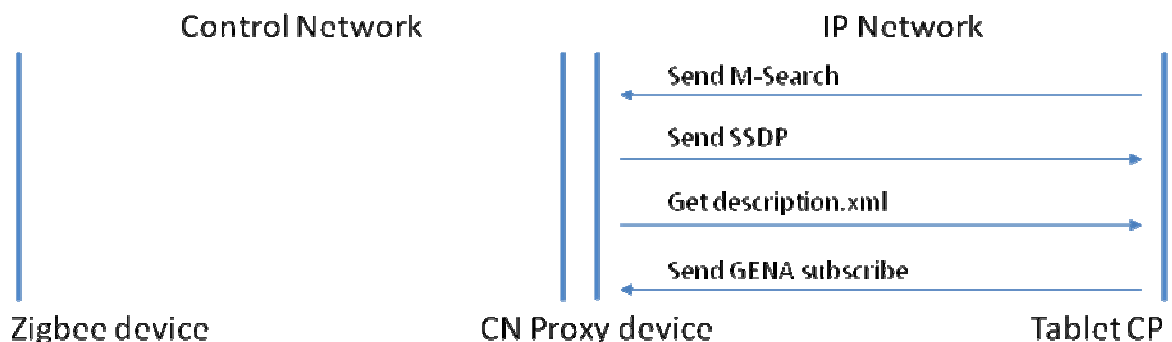 Control Network
IP Network
Send M-Search
Send SSDP
Get description.xml
Send GENA subscribe
Zigbee device
CN Proxy device
Tablet CP